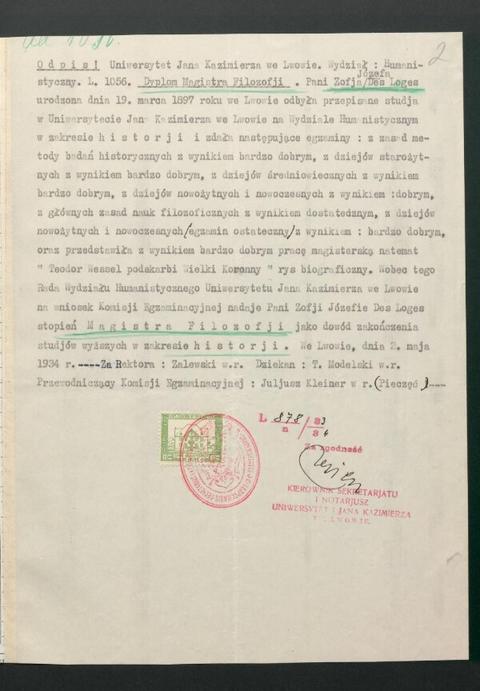 2
O d p i s ! Uniwersytet Jana Kazimierza we Lwowie. Wydział : Humani-
styczny. L. 1056. Dyplom Magistra Filozofji . Pani Zofja/Des Loges
Józefa
urodzona dnia 19. marca 1897 roku we Lwowie odbyła przepisane studja
w Uniwersytecie Jana Kazimierza we Lwowie na Wydziale Humanistycznym
w zakresie h i s t o r j i i zdała następujące egzaminy : z zasad me-
tody badań historycznych z wynikiem bardzo dobrym, z dziejów starożyt-
nych z wynikiem bardzo dobrym, z dziejów średniowiecznych z wynikiem
bardzo dobrym, z dziejów nowożytnych i nowoczesnych z wynikiem :dobrym,
z głównych zasad nauk filozoficznych z wynikiem dostatecznym, z dziejów
nowożytnych i nowoczesnych/egzamin ostateczny/z wynikiem : bardzo dobrym,
oraz przedstawiła z wynikiem bardzo dobrym pracę magisterską natemat
" Teodor Wessel podskarbi Wielki Koronny " rys biograficzny. Wobec tego
Rada Wydziału Humanistycznego Uniwersytetu Jana Kazimierza we Lwowie
na wniosek Komisji Egzaminacyjnej nadaje Pani Zofji Józefie Des Loges
stopień M a g i s t r a F i l o z o f j i jako dowód zakończenia
studjów wyższych w zakresie h i s t o r j i . We Lwowie, dnia 2. maja
1934 r. ----Za Rektora : Zalewski w.r. Dziekan : T. Modelski w.r.
Przewodniczący Komisji Egzaminacyjnej : Juljusz Kleiner w r. (Pieczęć)----
L 878/33
n 34
Za zgodność
KIEROWNIK SEKRETARJATU
I NOTARJUSZ
UNIWERSYTETU JANA KAZIMIERZA
WE LWOWIE